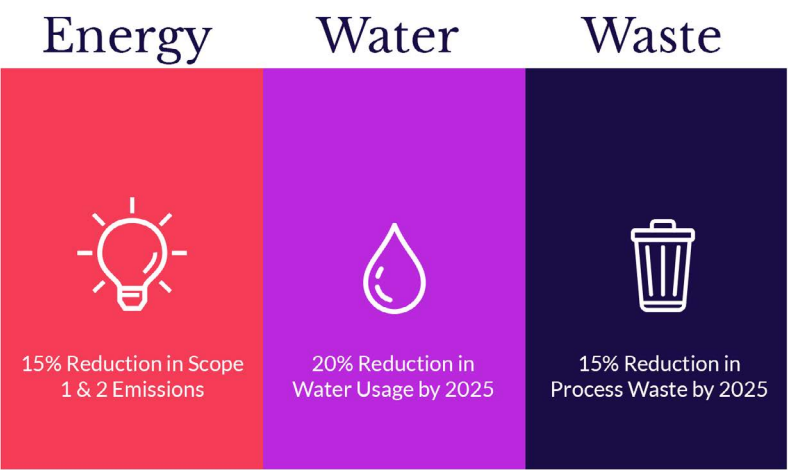 Energy
Water
Waste
15% Reduction in Scope
1 & 2 Emissions
20% Reduction in
Water Usage by 2025
15% Reduction in
Process Waste by 2025